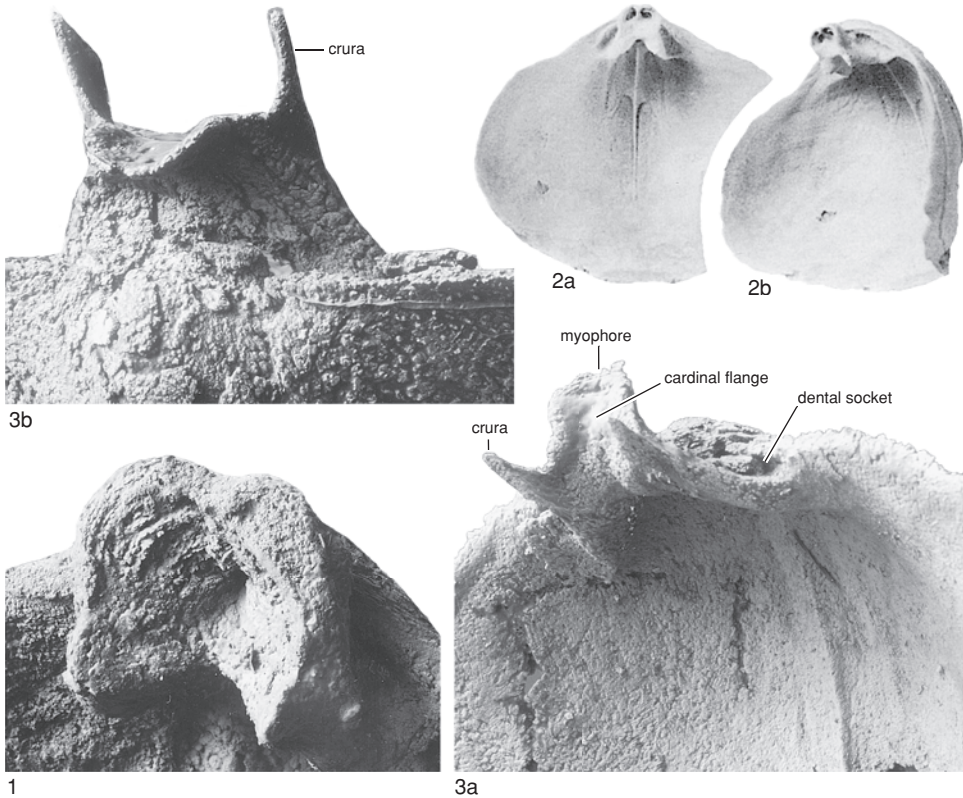 crura
2a
2b
3b
myophore
cardinal flange
dental socket
crura
1
3a